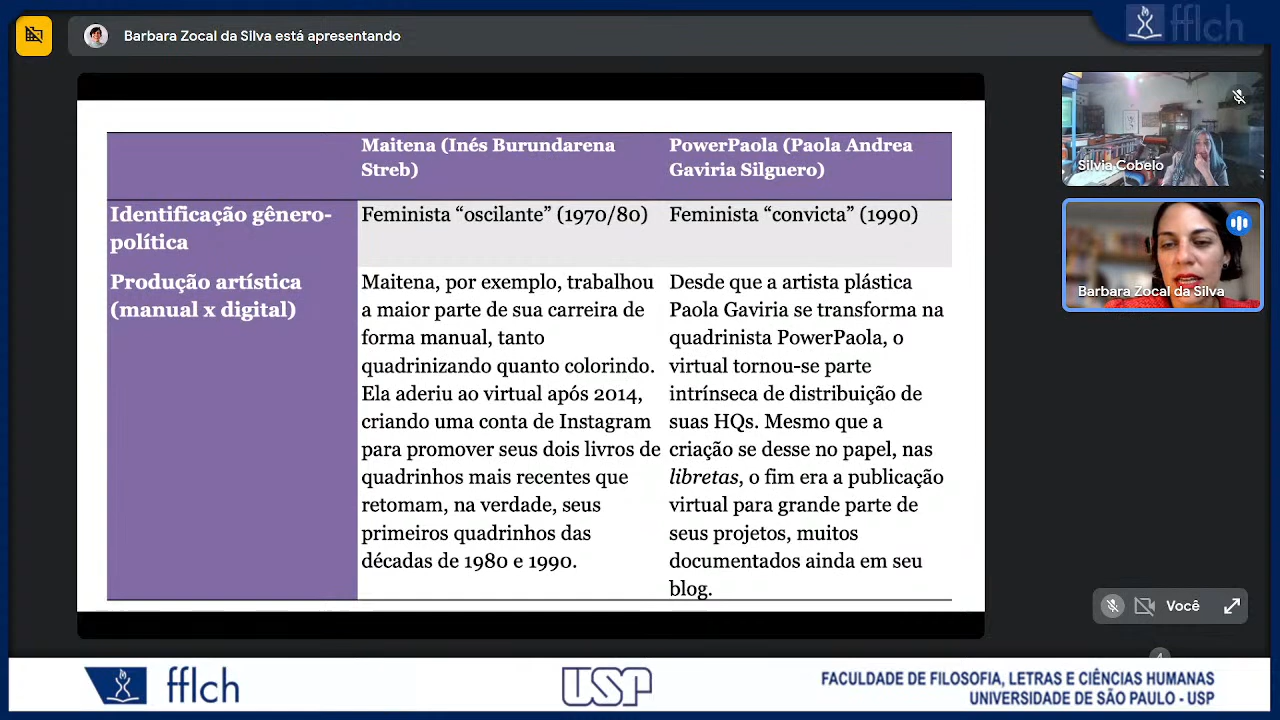 Barbara Zocal da Silva está apresentando
fflch
Maitena (Inés Burundarena
Streb)
PowerPaola (Paola Andrea
Gaviria Silguero)
Identificação gênero-
política
Feminista “oscilante” (1970/80)
Feminista “convicta” (1990)
Produção artística
(manual x digital)
Maitena, por exemplo, trabalhou
a maior parte de sua carreira de
forma manual, tanto
quadrinizando quanto colorindo.
Ela aderiu ao virtual após 2014,
criando uma conta de Instagram
para promover seus dois livros de
quadrinhos mais recentes que
retomam, na verdade, seus
primeiros quadrinhos das
décadas de 1980 e 1990.
Desde que a artista plástica
Paola Gaviria se transforma na
quadrinista PowerPaola, o
virtual tornou-se parte
intrínseca de distribuição de
suas HQs. Mesmo que a
criação se desse no papel, nas
libretas, o fim era a publicação
virtual para grande parte de
seus projetos, muitos
documentados ainda em seu
blog.
Silvia Cobelo
Barbara Zocal da Silva
Você
fflch
USP
FACULDADE DE FILOSOFIA, LETRAS E CIÊNCIAS HUMANAS
UNIVERSIDADE DE SÃO PAULO - USP